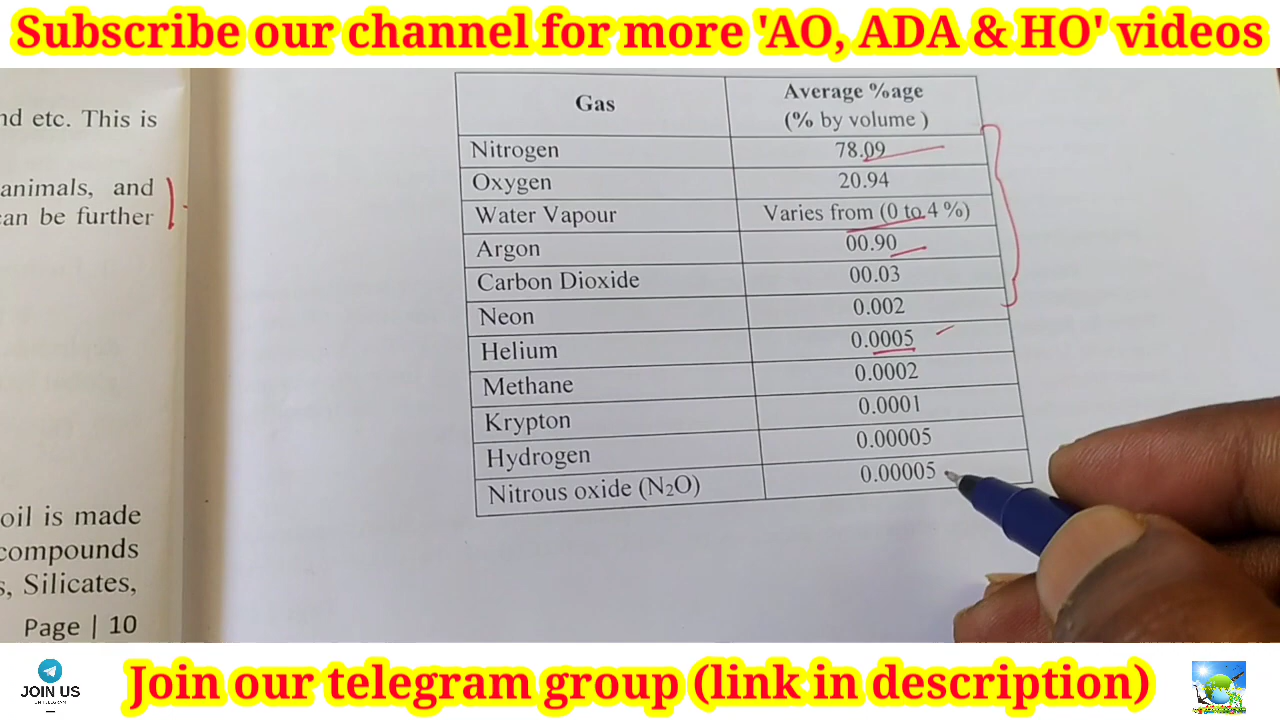 Subscribe our channel for more 'AO, ADA & HO' videos
nd etc. This is
animals, and
can be further
oil is made
compounds
s, Silicates,
Page | 10
Gas Average %age (% by volume )
Nitrogen 78.09
Oxygen 20.94
Water Vapour Varies from (0 to 4 %)
Argon 00.90
Carbon Dioxide 00.03
Neon 0.002
Helium 0.0005
Methane 0.0002
Krypton 0.0001
Hydrogen 0.00005
Nitrous oxide (N₂O) 0.00005
JOIN US
ON TELEGRAM
Join our telegram group (link in description)